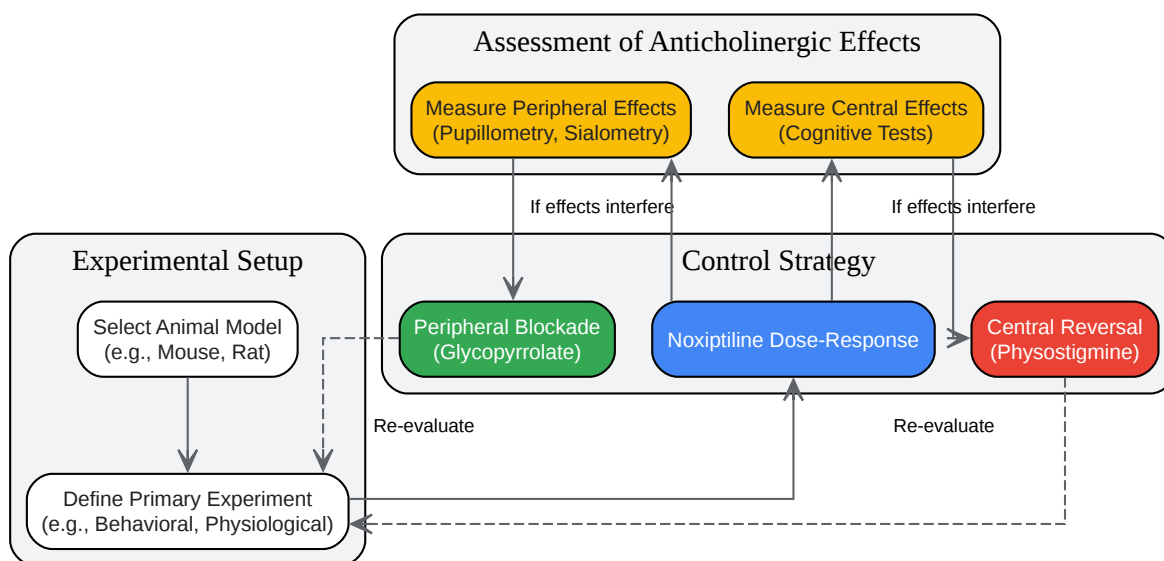 Assessment of Anticholinergic Effects
Measure Peripheral Effects
(Pupillometry, Sialometry)
Measure Central Effects
(Cognitive Tests)
If effects interfere
If effects interfere
Experimental Setup
Select Animal Model
(e.g., Mouse, Rat)
Define Primary Experiment
(e.g., Behavioral, Physiological)
Control Strategy
Peripheral Blockade
(Glycopyrrolate)
Noxiptiline Dose-Response
Central Reversal
(Physostigmine)
Re-evaluate
Re-evaluate